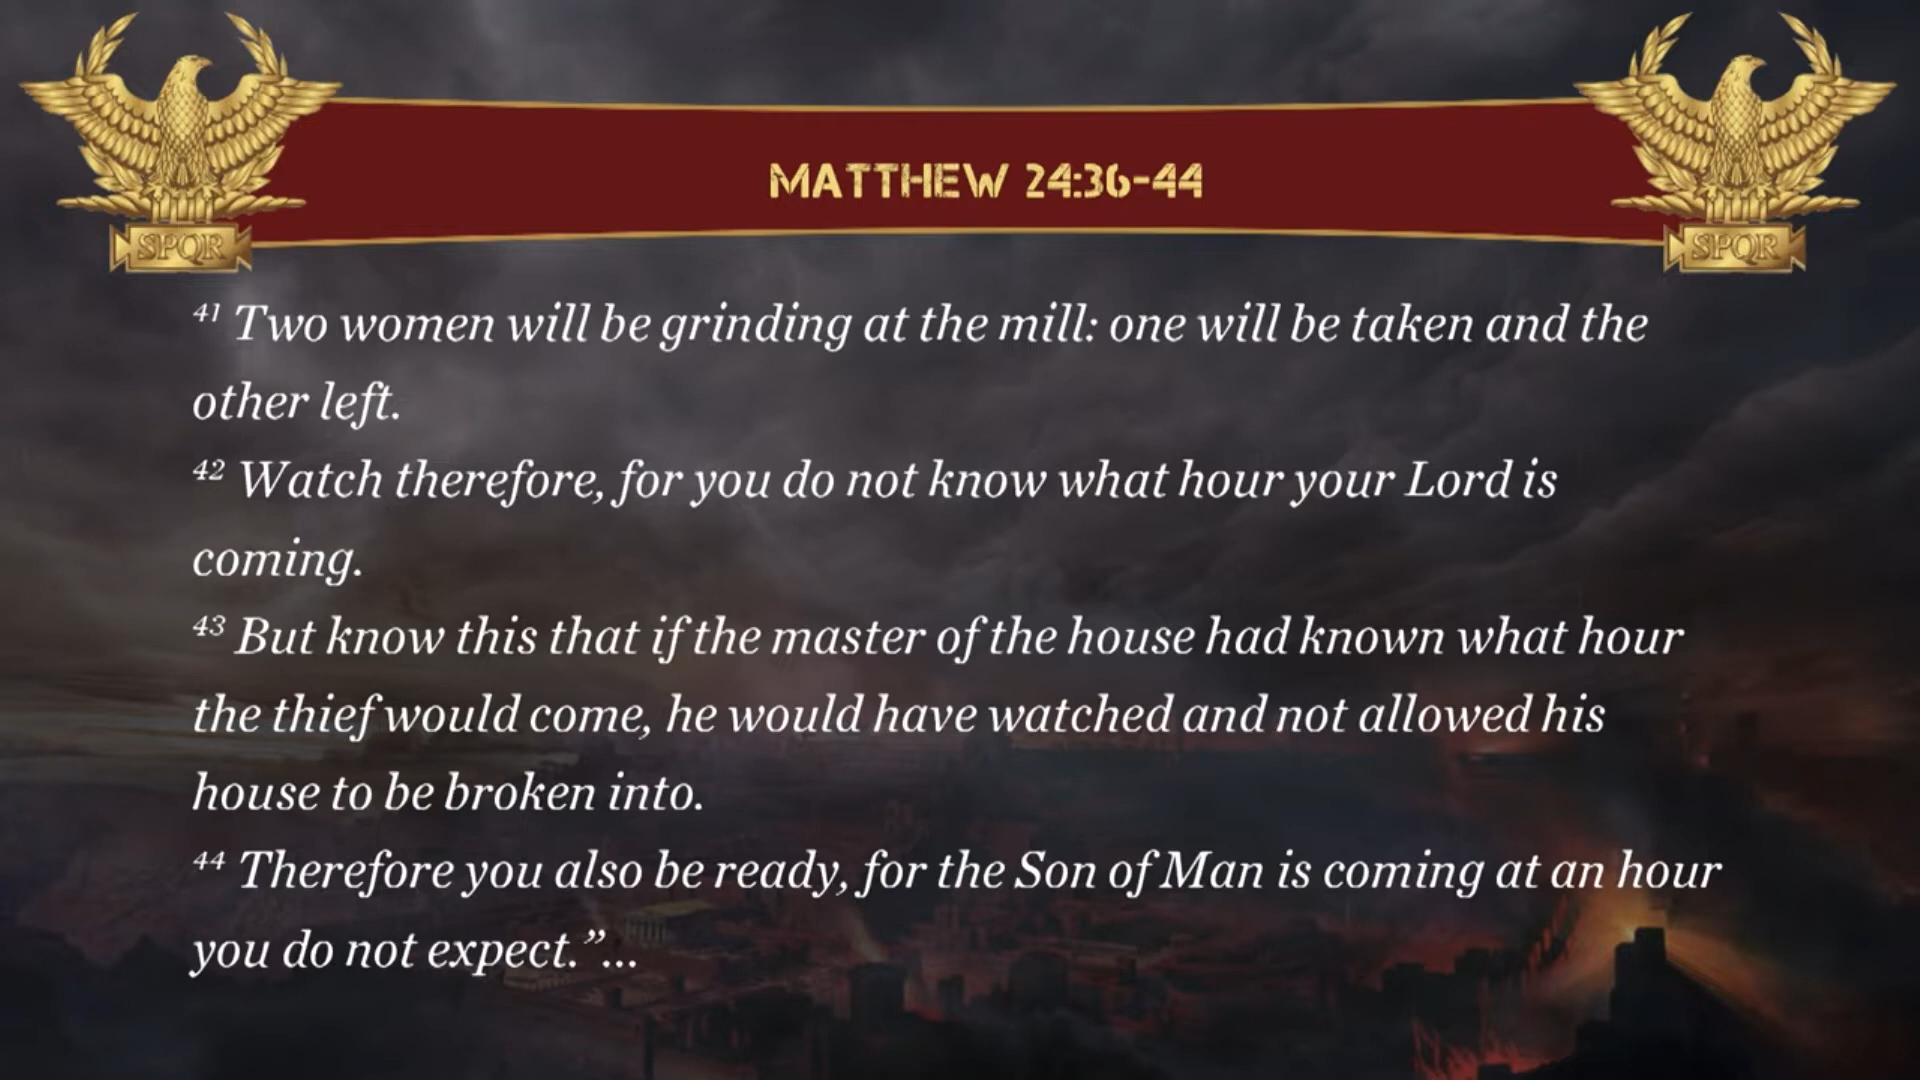 MATTHEW 24:36-44
SPQR
SPQR
41 Two women will be grinding at the mill: one will be taken and the
other left.
42 Watch therefore, for you do not know what hour your Lord is
coming.
43 But know this that if the master of the house had known what hour
the thief would come, he would have watched and not allowed his
house to be broken into.
44 Therefore you also be ready, for the Son of Man is coming at an hour
you do not expect.”...